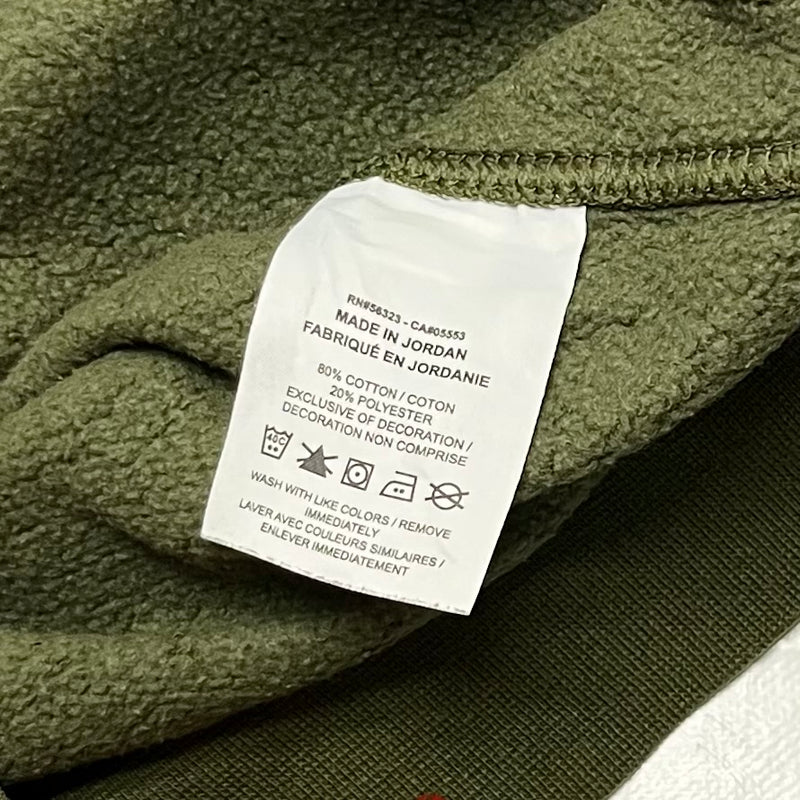 RN#56323 - CA#05553
MADE IN JORDAN
FABRIQUÉ EN JORDANIE
80% COTTON / COTON
20% POLYESTER
EXCLUSIVE OF DECORATION /
DECORATION NON COMPRISE
40C
WASH WITH LIKE COLORS / REMOVE
IMMEDIATELY
LAVER AVEC COULEURS SIMILAIRES /
ENLEVER IMMEDIATEMENT